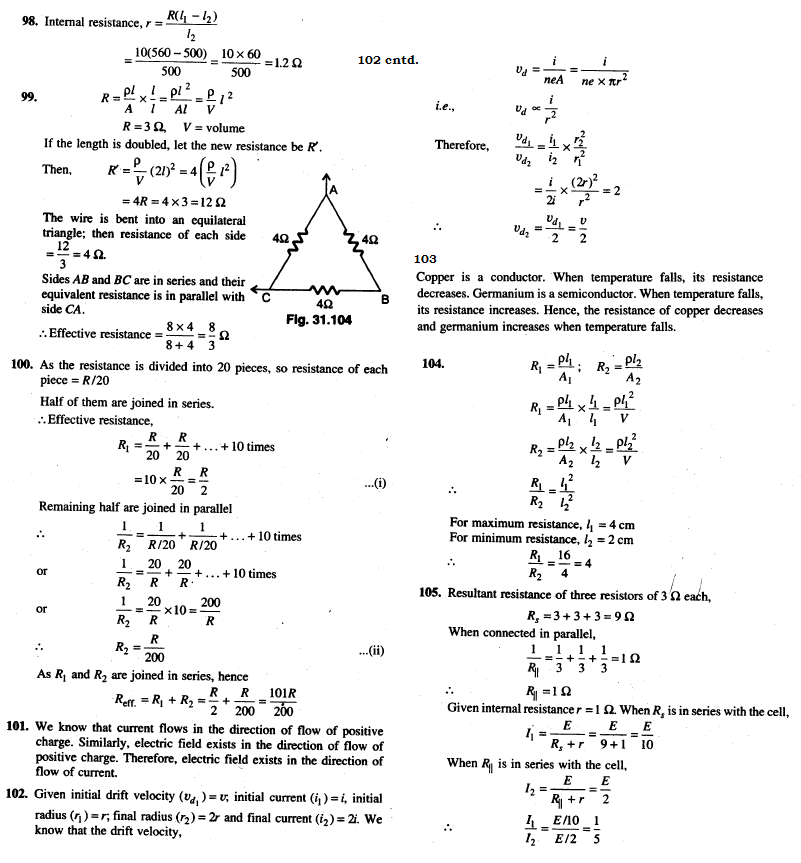 98. Internal resistance, r = R(l₁ – l₂) / l₂
= 10(560 – 500) / 500 = 10 × 60 / 500 = 1.2 Ω
99. R = ρl / A × l / l = ρl² / Al = ρ / V l²
R = 3 Ω, V = volume
If the length is doubled, let the new resistance be R′.
Then, R′ = ρ / V (2l)² = 4(ρ / V l²)
= 4R = 4 × 3 = 12 Ω
The wire is bent into an equilateral
triangle; then resistance of each side
= 12 / 3 = 4 Ω.
Sides AB and BC are in series and their
equivalent resistance is in parallel with
side CA.
∴ Effective resistance = 8 × 4 / 8 + 4 = 8 / 3 Ω
A
4Ω 4Ω
C B
4Ω
Fig. 31.104
100. As the resistance is divided into 20 pieces, so resistance of each
piece = R/20
Half of them are joined in series.
∴ Effective resistance,
R₁ = R / 20 + R / 20 + . . . + 10 times
= 10 × R / 20 = R / 2 ...(i)
Remaining half are joined in parallel
∴ 1 / R₂ = 1 / R/20 + 1 / R/20 + . . . + 10 times
or 1 / R₂ = 20 / R + 20 / R + . . . + 10 times
or 1 / R₂ = 20 / R × 10 = 200 / R
∴ R₂ = R / 200 ...(ii)
As R₁ and R₂ are joined in series, hence
R_eff. = R₁ + R₂ = R / 2 + R / 200 = 101R / 200
101. We know that current flows in the direction of flow of positive
charge. Similarly, electric field exists in the direction of flow of
positive charge. Therefore, electric field exists in the direction of
flow of current.
102. Given initial drift velocity (v_d₁) = v; initial current (i₁) = i, initial
radius (r₁) = r; final radius (r₂) = 2r and final current (i₂) = 2i. We
know that the drift velocity,
102 cntd.
v_d = i / neA = i / ne × πr²
i.e., v_d ∝ i / r²
Therefore, v_d₁ / v_d₂ = i₁ / i₂ × r₂² / r₁²
= i / 2i × (2r)² / r² = 2
∴ v_d₂ = v_d₁ / 2 = v / 2
103
Copper is a conductor. When temperature falls, its resistance
decreases. Germanium is a semiconductor. When temperature falls,
its resistance increases. Hence, the resistance of copper decreases
and germanium increases when temperature falls.
104. R₁ = ρl₁ / A₁ ; R₂ = ρl₂ / A₂
R₁ = ρl₁ / A₁ × l₁ / l₁ = ρl₁² / V
R₂ = ρl₂ / A₂ × l₂ / l₂ = ρl₂² / V
∴ R₁ / R₂ = l₁² / l₂²
For maximum resistance, l₁ = 4 cm
For minimum resistance, l₂ = 2 cm
∴ R₁ / R₂ = 16 / 4 = 4
105. Resultant resistance of three resistors of 3 Ω each,
Rₛ = 3 + 3 + 3 = 9 Ω
When connected in parallel,
1 / R_|| = 1 / 3 + 1 / 3 + 1 / 3 = 1 Ω
∴ R_|| = 1 Ω
Given internal resistance r = 1 Ω. When Rₛ is in series with the cell,
I₁ = E / Rₛ + r = E / 9 + 1 = E / 10
When R_|| is in series with the cell,
I₂ = E / R_|| + r = E / 2
∴ I₁ / I₂ = E/10 / E/2 = 1 / 5